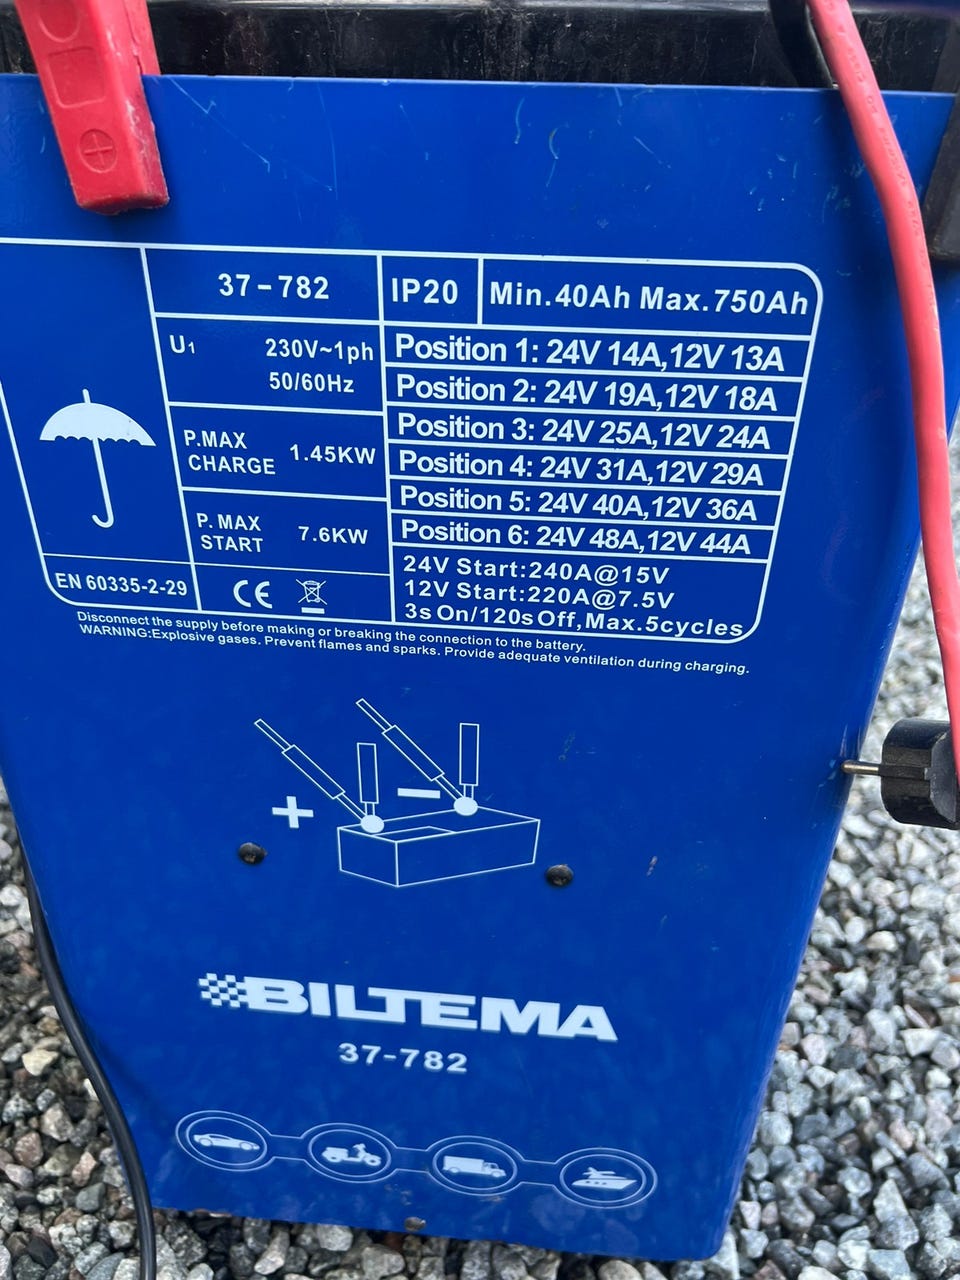 37-782
IP20
Min.40Ah Max.750Ah
U1 230V~1ph
50/60Hz
Position 1: 24V 14A,12V 13A
Position 2: 24V 19A,12V 18A
Position 3: 24V 25A,12V 24A
Position 4: 24V 31A,12V 29A
Position 5: 24V 40A,12V 36A
Position 6: 24V 48A,12V 44A
P.MAX
CHARGE 1.45KW
P.MAX
START 7.6KW
24V Start:240A@15V
12V Start:220A@7.5V
3s On/120s Off,Max.5cycles
EN 60335-2-29
CE
Disconnect the supply before making or breaking the connection to the battery.
WARNING:Explosive gases. Prevent flames and sparks. Provide adequate ventilation during charging.
+ −
BILTEMA
37-782